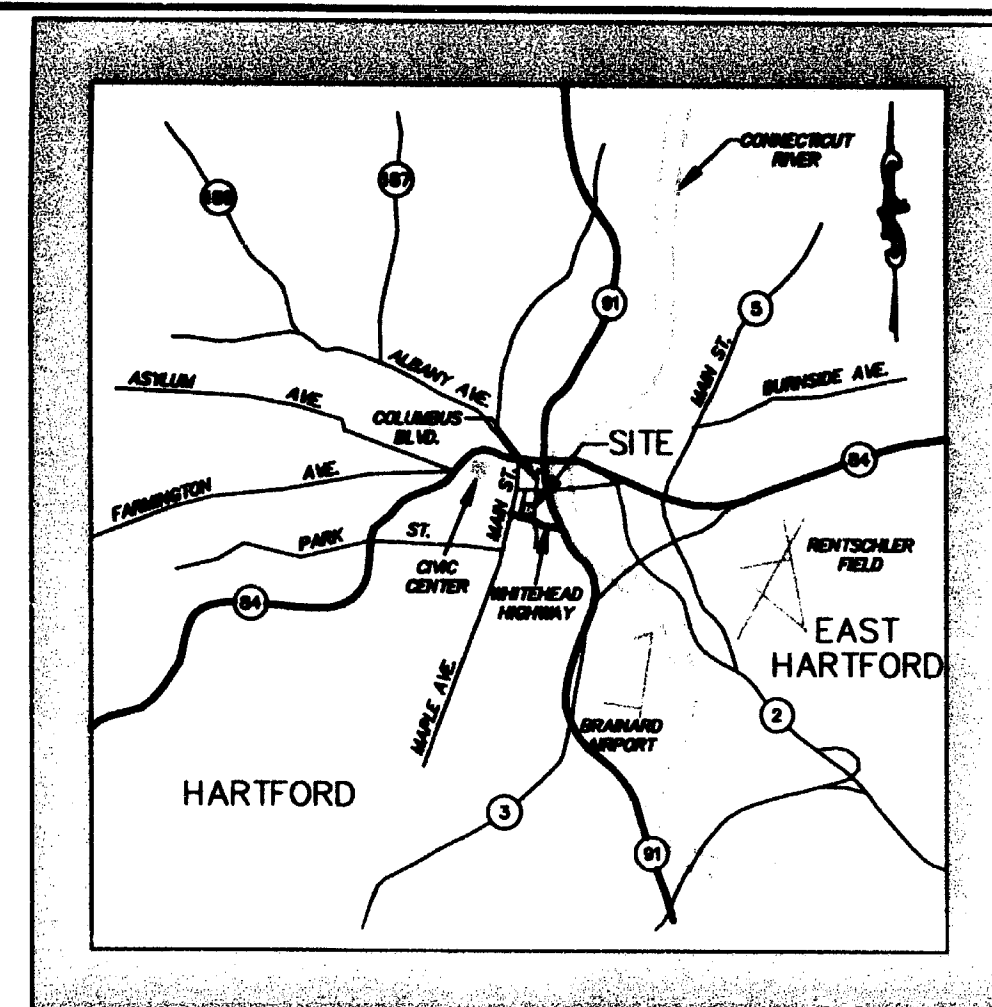 CONNECTICUT
RIVER
187
91
5
MAIN ST.
BURNSIDE AVE.
ALBANY AVE.
ASYLUM
AVE.
COLUMBUS
BLVD.
SITE
84
FARMINGTON
AVE.
MAIN ST.
PARK
ST.
CIVIC
CENTER
WHITEHEAD
HIGHWAY
RENTSCHLER
FIELD
84
EAST
HARTFORD
MAPLE AVE.
2
BRAINARD
AIRPORT
HARTFORD
3
91